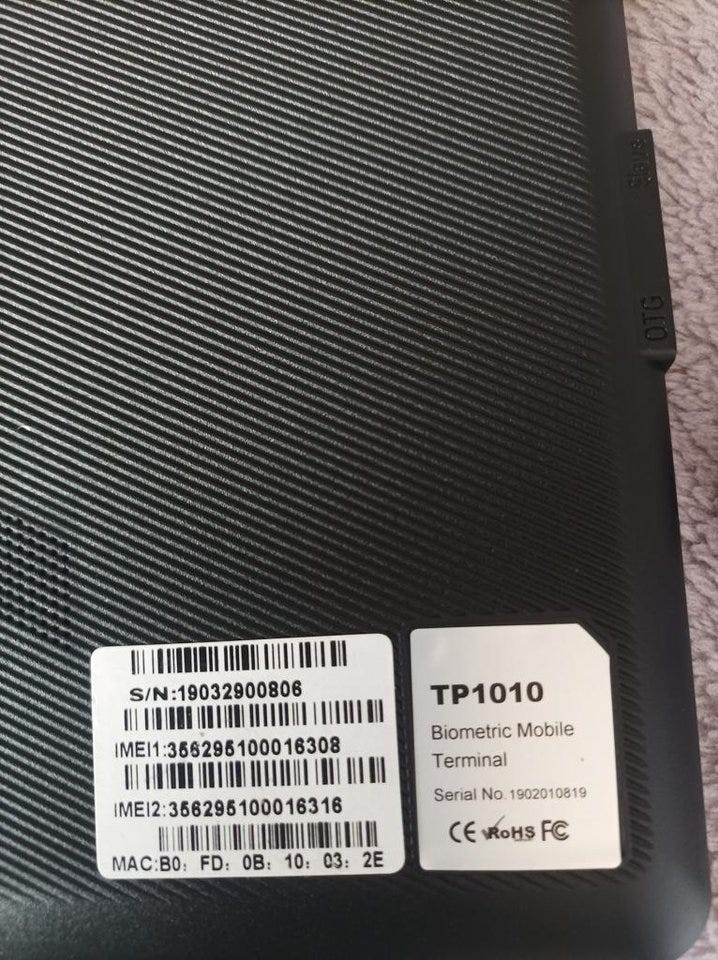 Slave
OTG
S/N:19032900806
IMEI1:356295100016308
IMEI2:356295100016316
MAC:B0: FD: 0B: 10: 03: 2E
TP1010
Biometric Mobile
Terminal
Serial No. 1902010819
CE RoHS FC